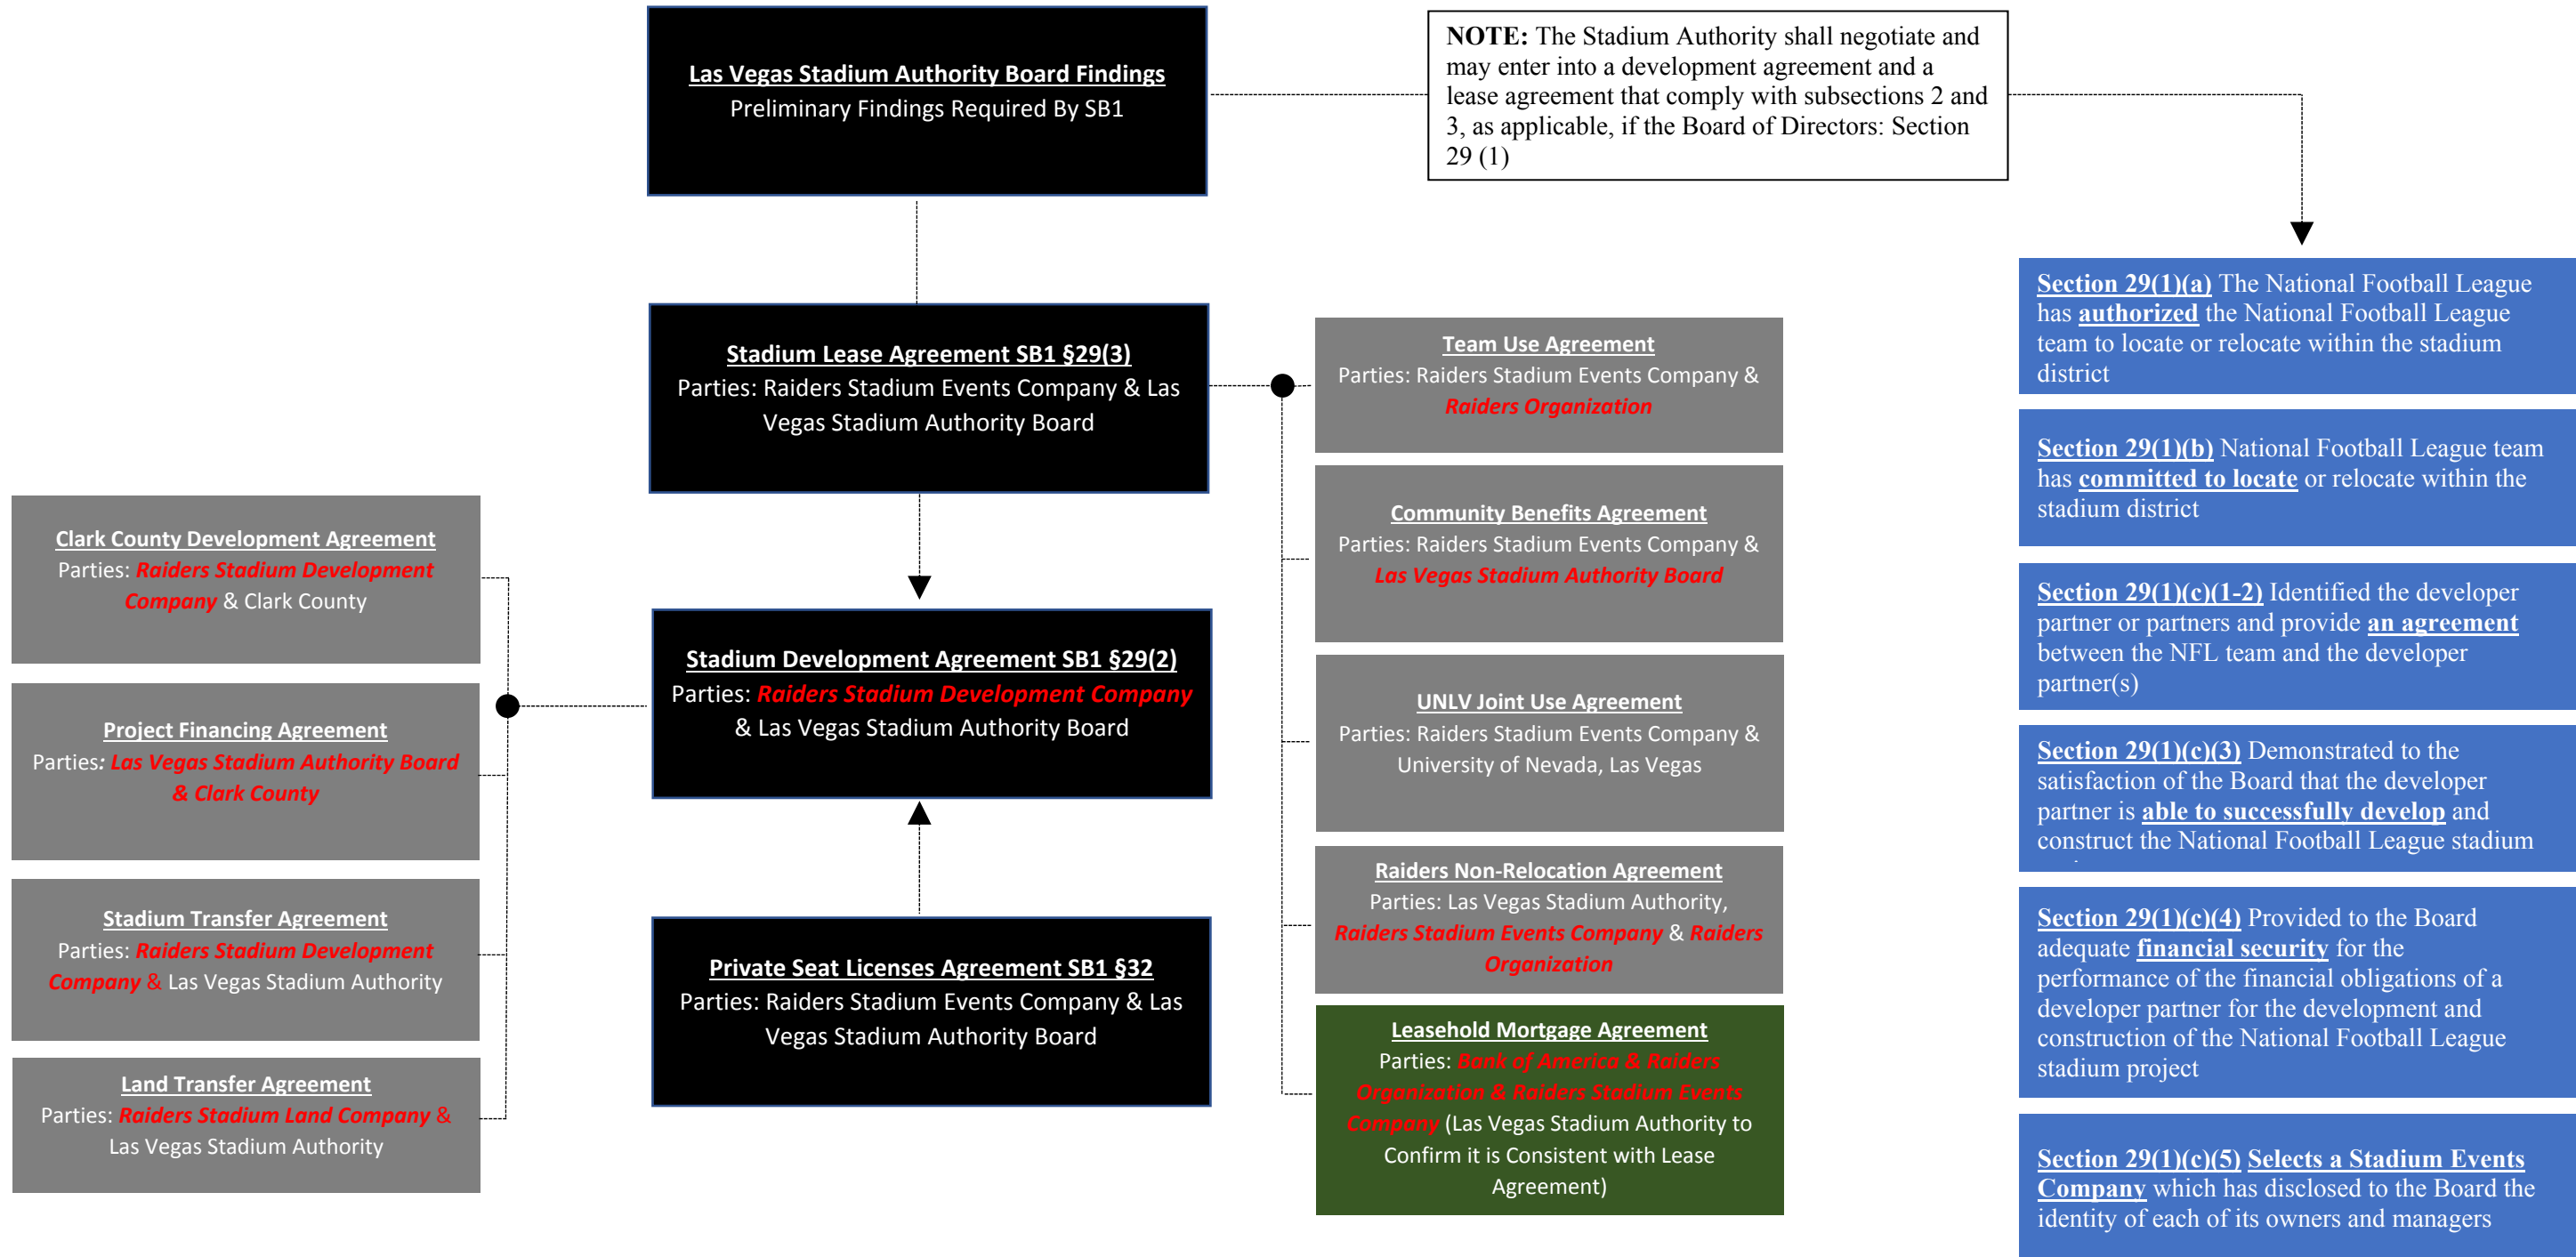 Las Vegas Stadium Authority Board Findings
Preliminary Findings Required By SB1
NOTE: The Stadium Authority shall negotiate and
may enter into a development agreement and a
lease agreement that comply with subsections 2 and
3, as applicable, if the Board of Directors: Section
29 (1)
Stadium Lease Agreement SB1 §29(3)
Parties: Raiders Stadium Events Company & Las
Vegas Stadium Authority Board
Clark County Development Agreement
Parties: Raiders Stadium Development
Company & Clark County
Project Financing Agreement
Parties: Las Vegas Stadium Authority Board
& Clark County
Stadium Transfer Agreement
Parties: Raiders Stadium Development
Company & Las Vegas Stadium Authority
Land Transfer Agreement
Parties: Raiders Stadium Land Company &
Las Vegas Stadium Authority
Stadium Development Agreement SB1 §29(2)
Parties: Raiders Stadium Development Company
& Las Vegas Stadium Authority Board
Private Seat Licenses Agreement SB1 §32
Parties: Raiders Stadium Events Company & Las
Vegas Stadium Authority Board
Team Use Agreement
Parties: Raiders Stadium Events Company &
Raiders Organization
Community Benefits Agreement
Parties: Raiders Stadium Events Company &
Las Vegas Stadium Authority Board
UNLV Joint Use Agreement
Parties: Raiders Stadium Events Company &
University of Nevada, Las Vegas
Raiders Non-Relocation Agreement
Parties: Las Vegas Stadium Authority,
Raiders Stadium Events Company & Raiders
Organization
Leasehold Mortgage Agreement
Parties: Bank of America & Raiders
Organization & Raiders Stadium Events
Company (Las Vegas Stadium Authority to
Confirm it is Consistent with Lease
Agreement)
Section 29(1)(a) The National Football League
has authorized the National Football League
team to locate or relocate within the stadium
district
Section 29(1)(b) National Football League team
has committed to locate or relocate within the
stadium district
Section 29(1)(c)(1-2) Identified the developer
partner or partners and provide an agreement
between the NFL team and the developer
partner(s)
Section 29(1)(c)(3) Demonstrated to the
satisfaction of the Board that the developer
partner is able to successfully develop and
construct the National Football League stadium
Section 29(1)(c)(4) Provided to the Board
adequate financial security for the
performance of the financial obligations of a
developer partner for the development and
construction of the National Football League
stadium project
Section 29(1)(c)(5) Selects a Stadium Events
Company which has disclosed to the Board the
identity of each of its owners and managers